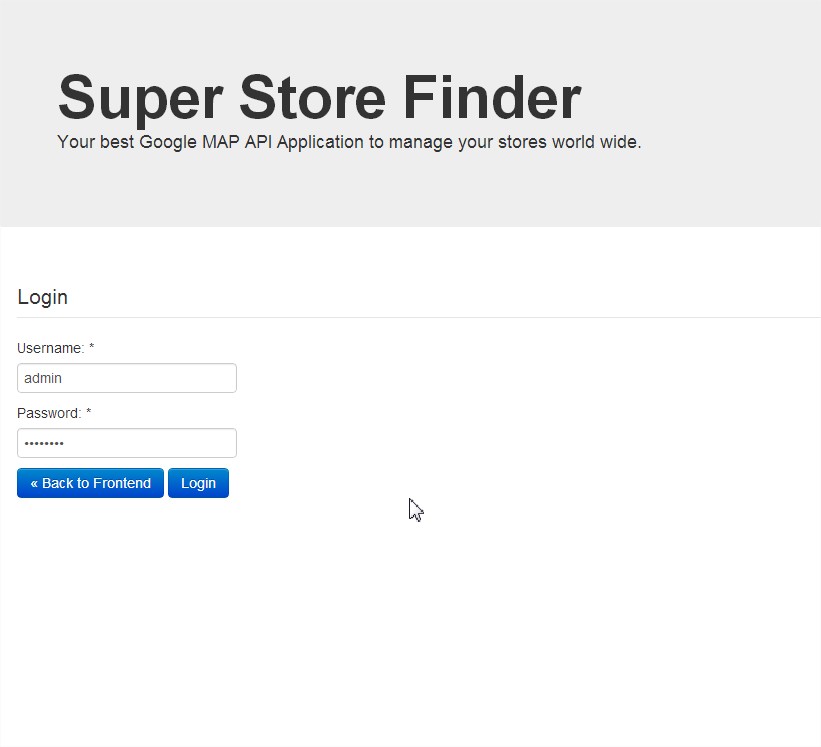 Super Store Finder
Your best Google MAP API Application to manage your stores world wide.
Login
Username: *
admin
Password: *
••••••••
« Back to Frontend Login